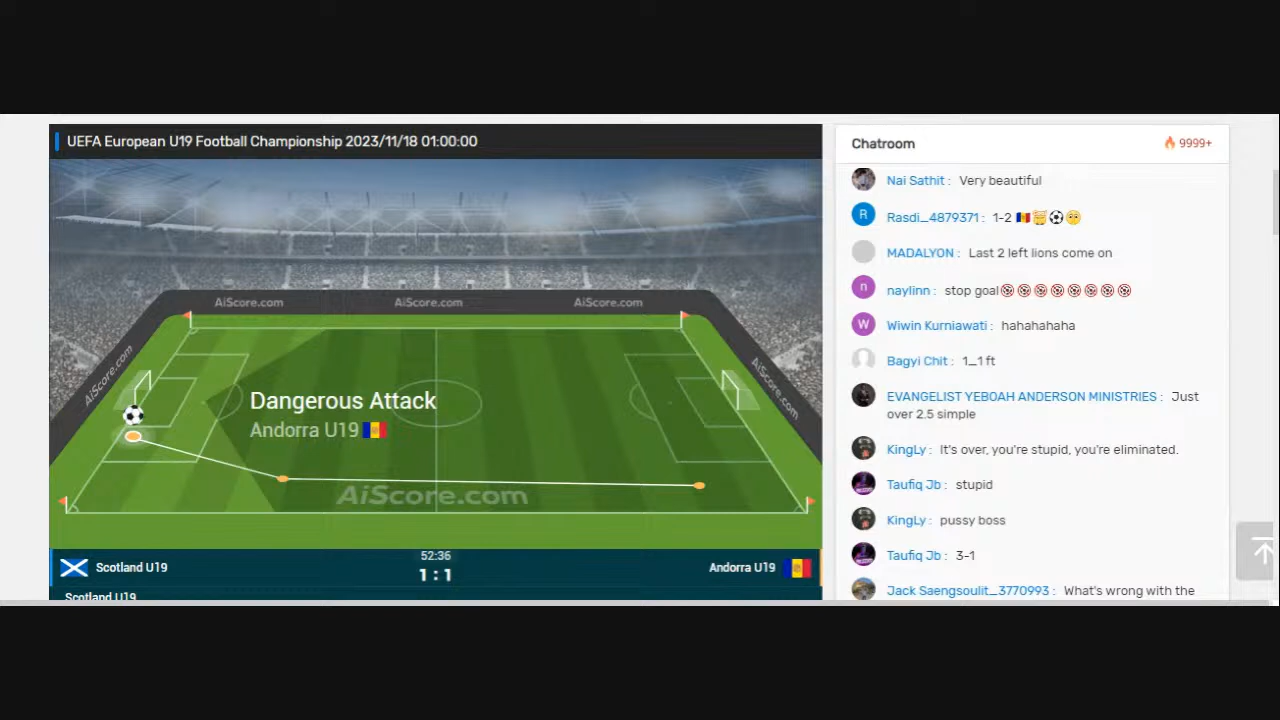 UEFA European U19 Football Championship 2023/11/18 01:00:00
AiScore.com AiScore.com AiScore.com
AiScore.com
AiScore.com
Dangerous Attack
Andorra U19
AiScore.com
52:36
Scotland U19
1 : 1
Andorra U19
Scotland U19
Chatroom
9999+
Nai Sathit : Very beautiful
R
Rasdi_4879371 : 1-2 🇦🇩🥳⚽🙄
MADALYON : Last 2 left lions come on
n
naylinn : stop goal
W
Wiwin Kurniawati : hahahahaha
Bagyi Chit : 1_1 ft
EVANGELIST YEBOAH ANDERSON MINISTRIES : Just
over 2.5 simple
KingLy : It's over, you're stupid, you're eliminated.
Taufiq Jb : stupid
KingLy : pussy boss
Taufiq Jb : 3-1
Jack Saengsoulit_3770993 : What's wrong with the